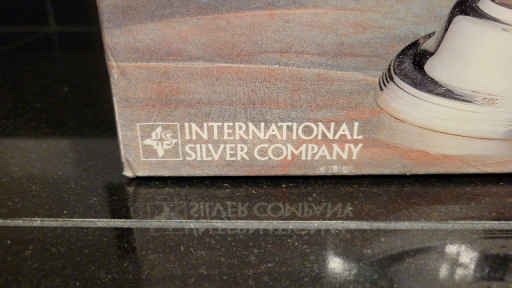 INTERNATIONAL
SILVER COMPANY